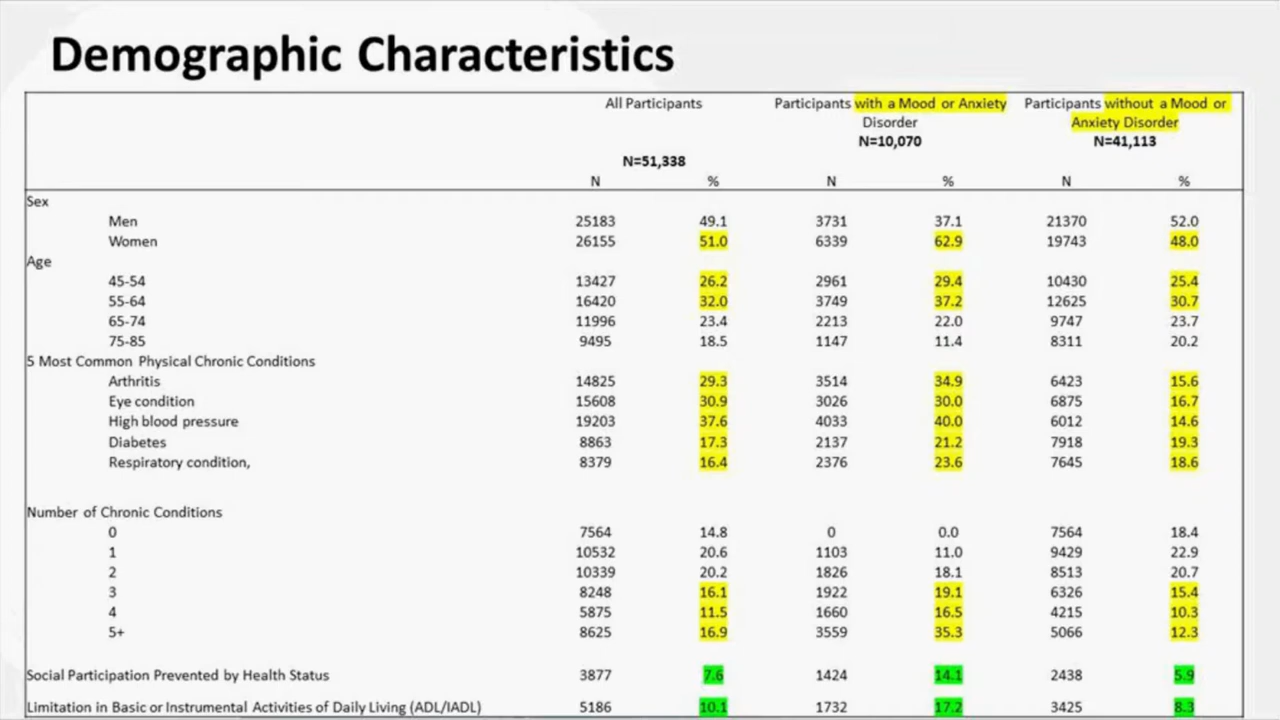 Demographic Characteristics
All Participants Participants with a Mood or Anxiety Participants without a Mood or
Disorder Anxiety Disorder
N=10,070 N=41,113
N=51,338
N % N % N %
Sex
Men 25183 49.1 3731 37.1 21370 52.0
Women 26155 51.0 6339 62.9 19743 48.0
Age
45-54 13427 26.2 2961 29.4 10430 25.4
55-64 16420 32.0 3749 37.2 12625 30.7
65-74 11996 23.4 2213 22.0 9747 23.7
75-85 9495 18.5 1147 11.4 8311 20.2
5 Most Common Physical Chronic Conditions
Arthritis 14825 29.3 3514 34.9 6423 15.6
Eye condition 15608 30.9 3026 30.0 6875 16.7
High blood pressure 19203 37.6 4033 40.0 6012 14.6
Diabetes 8863 17.3 2137 21.2 7918 19.3
Respiratory condition, 8379 16.4 2376 23.6 7645 18.6
Number of Chronic Conditions
0 7564 14.8 0 0.0 7564 18.4
1 10532 20.6 1103 11.0 9429 22.9
2 10339 20.2 1826 18.1 8513 20.7
3 8248 16.1 1922 19.1 6326 15.4
4 5875 11.5 1660 16.5 4215 10.3
5+ 8625 16.9 3559 35.3 5066 12.3
Social Participation Prevented by Health Status 3877 7.6 1424 14.1 2438 5.9
Limitation in Basic or Instrumental Activities of Daily Living (ADL/IADL) 5186 10.1 1732 17.2 3425 8.3